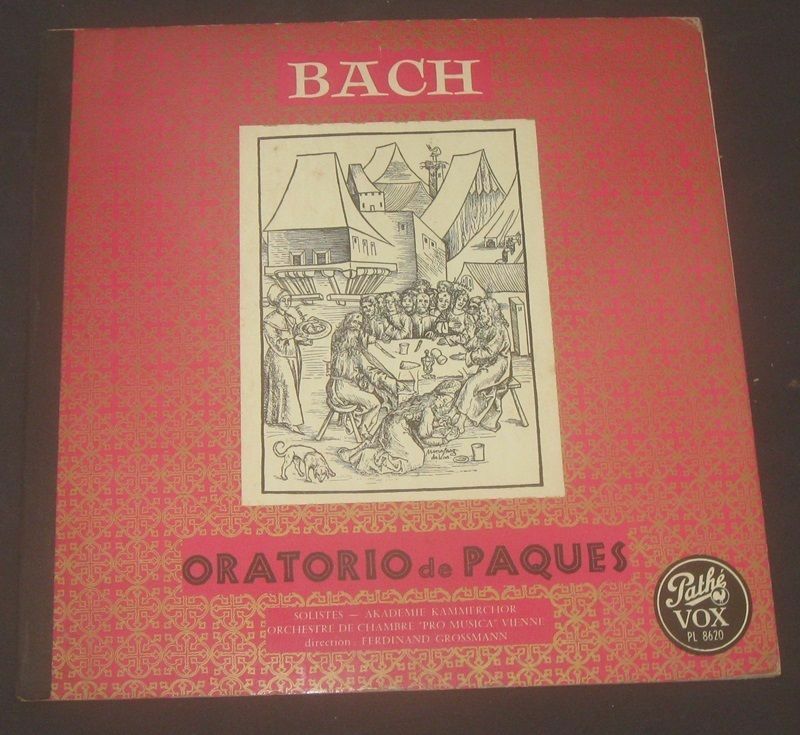 BACH
ORATORIO de PAQUES
SOLISTES — AKADEMIE KAMMERCHOR
ORCHESTRE DE CHAMBRE "PRO MUSICA" VIENNE
direction : FERDINAND GROSSMANN
Pathé
VOX
PL 8620